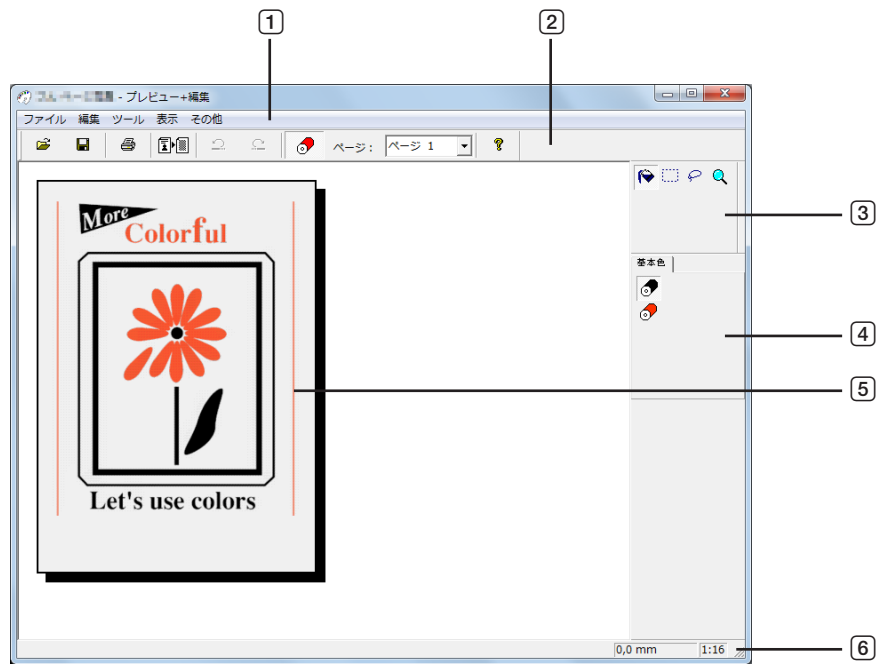 1
2
- プレビュー+編集
ファイル 編集 ツール 表示 その他
ページ: ページ 1
3
More
Colorful
基本色
4
5
Let's use colors
0,0 mm 1:16
6